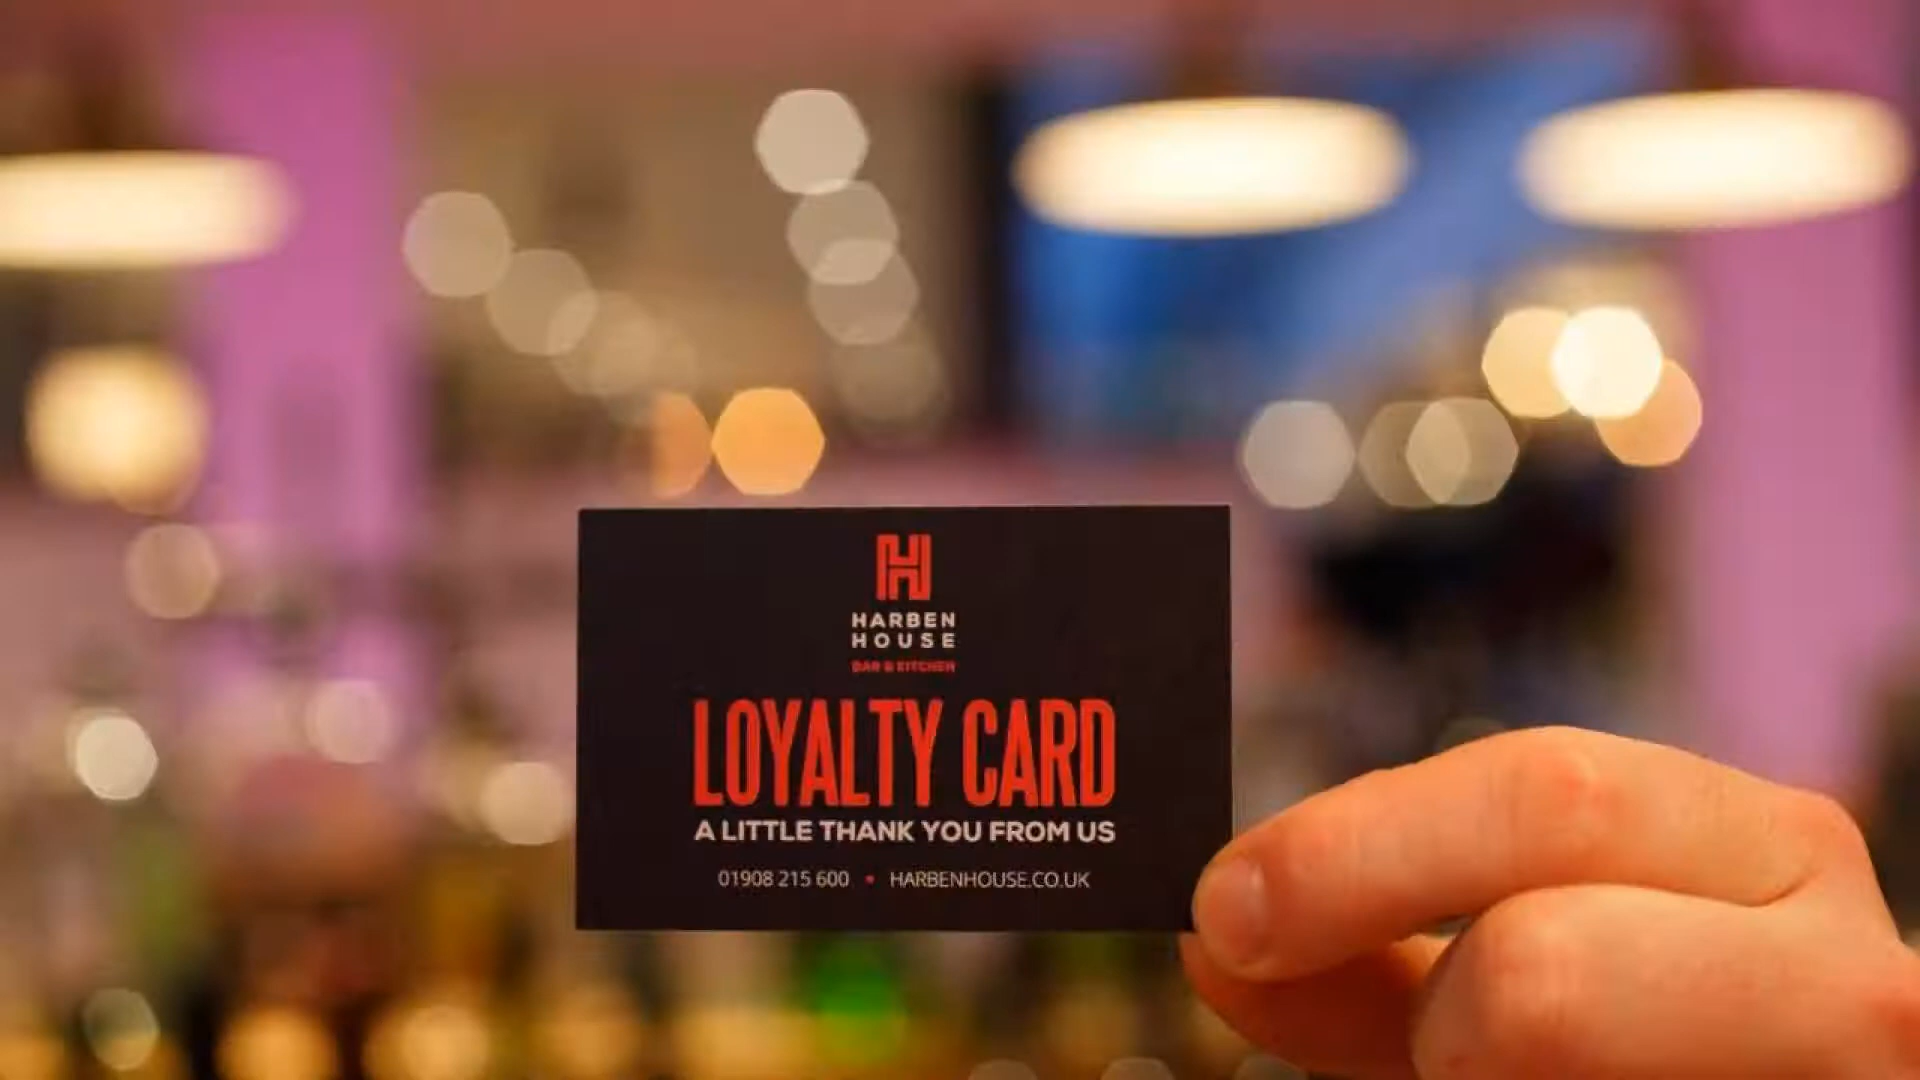 HARBEN
HOUSE
BAR & KITCHEN
LOYALTY CARD
A LITTLE THANK YOU FROM US
01908 215 600 • HARBENHOUSE.CO.UK